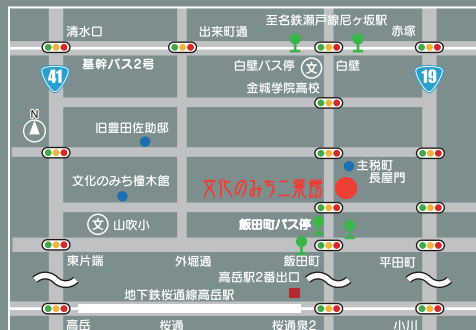 至名鉄瀬戸線尼ヶ坂駅
清水口
出来町通
赤塚
基幹バス2号
白壁バス停
文
白壁
41
19
金城学院高校
N
旧豊田佐助邸
主税町
長屋門
文化のみち橦木館
文化のみち二葉館
文
山吹小
飯田町バス停
東片端
外堀通
飯田町
平田町
高岳駅2番出口
地下鉄桜通線高岳駅
高岳
桜通
桜通泉2
小川